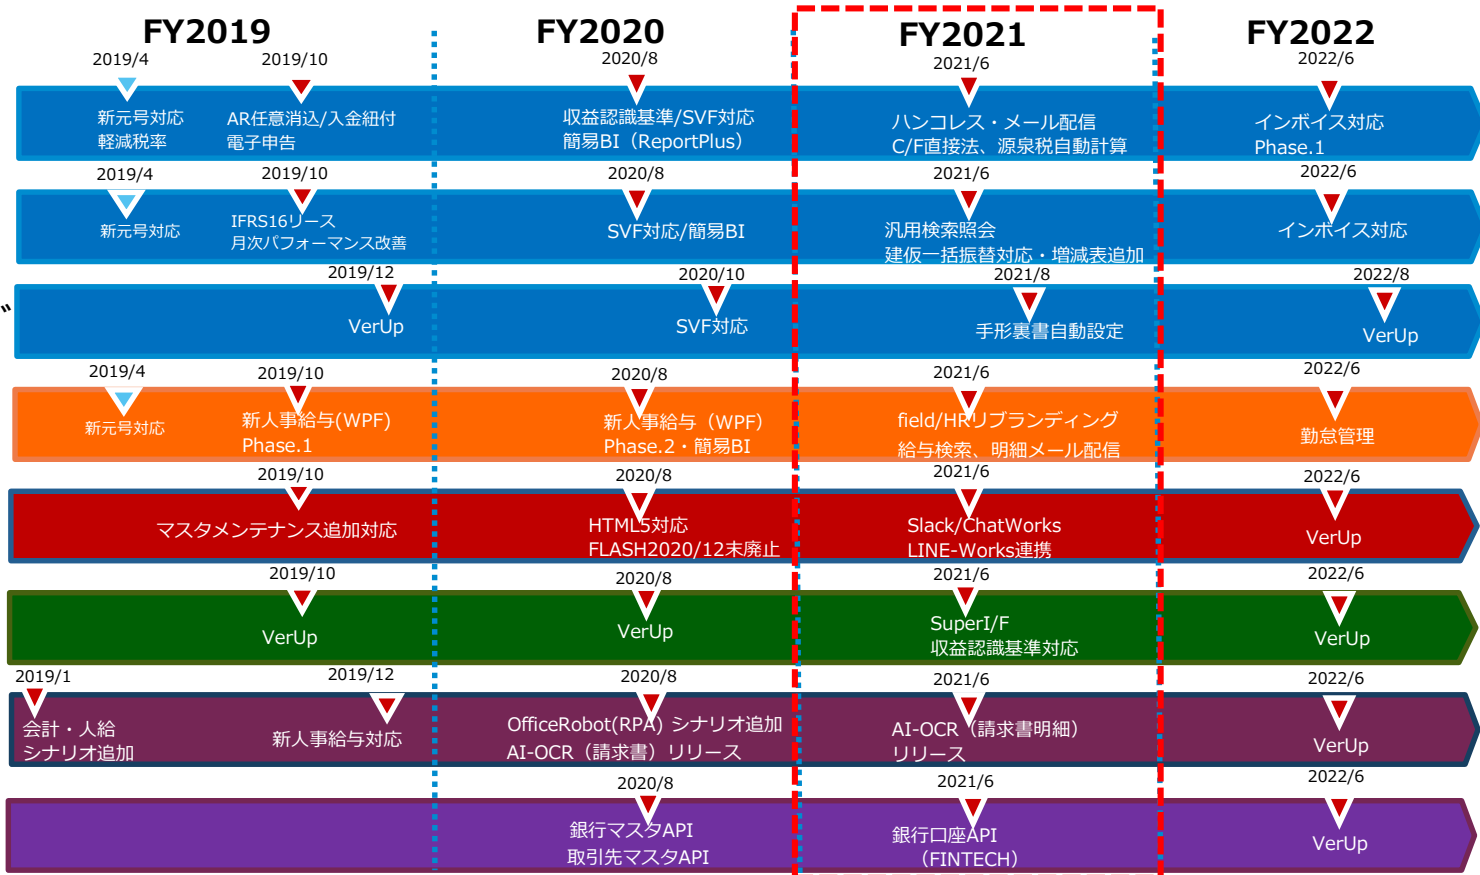 FY2019
FY2020
FY2021
FY2022
2019/4
2019/10
2020/8
2021/6
2022/6
新元号対応
軽減税率
AR任意消込/入金紐付
電子申告
収益認識基準/SVF対応
簡易BI（ReportPlus）
ハンコレス・メール配信
C/F直接法、源泉税自動計算
インボイス対応
Phase.1
2019/4
2019/10
2020/8
2021/6
2022/6
新元号対応
IFRS16リース
月次パフォーマンス改善
SVF対応/簡易BI
汎用検索照会
建仮一括振替対応・増減表追加
インボイス対応
2019/12
2020/10
2021/8
2022/8
VerUp
SVF対応
手形裏書自動設定
VerUp
2019/4
2019/10
2020/8
2021/6
2022/6
新元号対応
新人事給与(WPF)
Phase.1
新人事給与（WPF）
Phase.2・簡易BI
field/HRリブランディング
給与検索、明細メール配信
勤怠管理
2019/10
2020/8
2021/6
2022/6
マスタメンテナンス追加対応
HTML5対応
FLASH2020/12末廃止
Slack/ChatWorks
LINE-Works連携
VerUp
2019/10
2020/8
2021/6
2022/6
VerUp
VerUp
SuperI/F
収益認識基準対応
VerUp
2019/1
2019/12
2020/8
2021/6
2022/6
会計・人給
シナリオ追加
新人事給与対応
OfficeRobot(RPA) シナリオ追加
AI-OCR（請求書）リリース
AI-OCR（請求書明細）
リリース
VerUp
2020/8
2021/6
2022/6
銀行マスタAPI
取引先マスタAPI
銀行口座API
（FINTECH）
VerUp